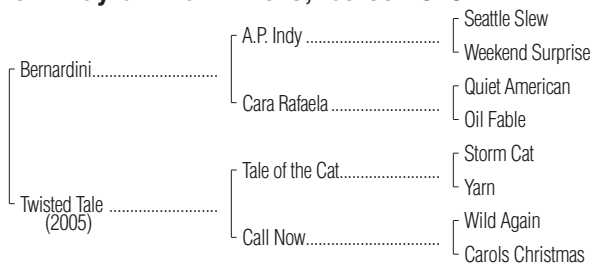 Seattle Slew
A.P. Indy
Weekend Surprise
Bernardini
Quiet American
Cara Rafaela
Oil Fable
Storm Cat
Tale of the Cat
Yarn
Twisted Tale
(2005)
Wild Again
Call Now
Carols Christmas